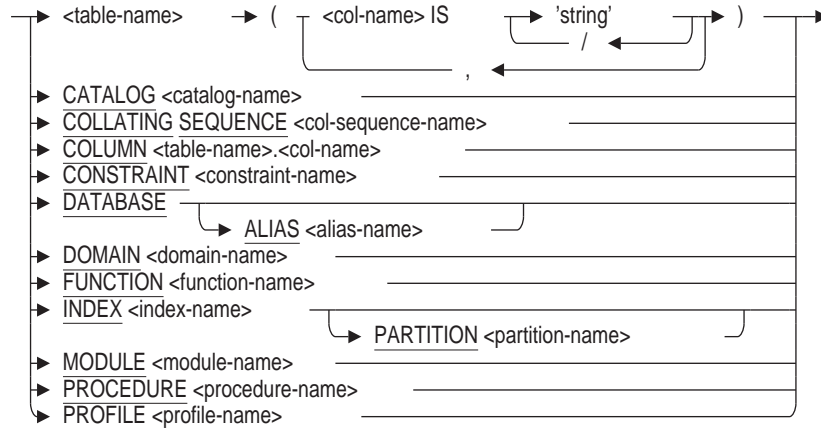 <table-name> ( <col-name> IS 'string' )
/
,
CATALOG <catalog-name>
COLLATING SEQUENCE <col-sequence-name>
COLUMN <table-name>.<col-name>
CONSTRAINT <constraint-name>
DATABASE
ALIAS <alias-name>
DOMAIN <domain-name>
FUNCTION <function-name>
INDEX <index-name>
PARTITION <partition-name>
MODULE <module-name>
PROCEDURE <procedure-name>
PROFILE <profile-name>